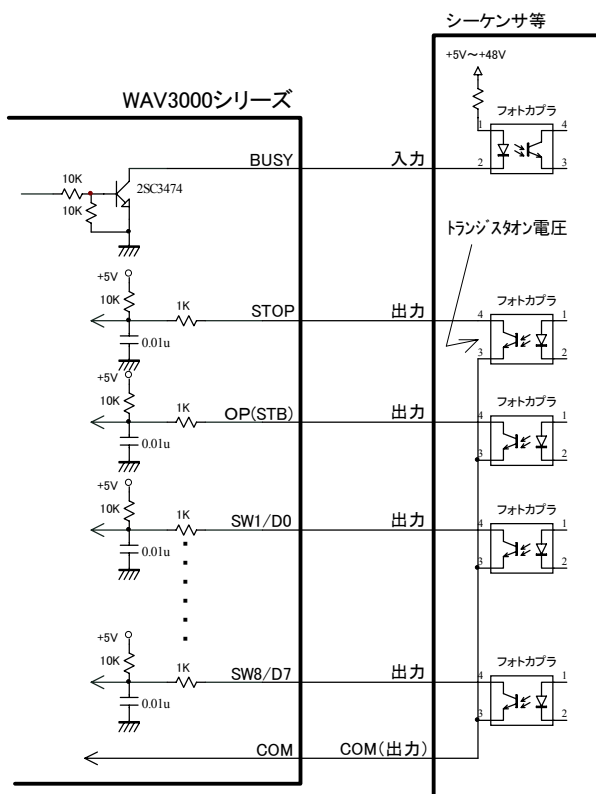 シーケンサ等
+5V～+48V
WAV3000シリーズ
フォトカプラ
1
4
2
3
BUSY
入力
10K
2SC3474
10K
トランジスタオン電圧
+5V
10K
1K
STOP
出力
0.01u
フォトカプラ
4
1
3
2
+5V
10K
1K
OP(STB)
出力
0.01u
フォトカプラ
4
1
3
2
+5V
10K
1K
SW1/D0
出力
0.01u
フォトカプラ
4
1
3
2
+5V
10K
1K
SW8/D7
出力
0.01u
フォトカプラ
4
1
3
2
COM
COM(出力)